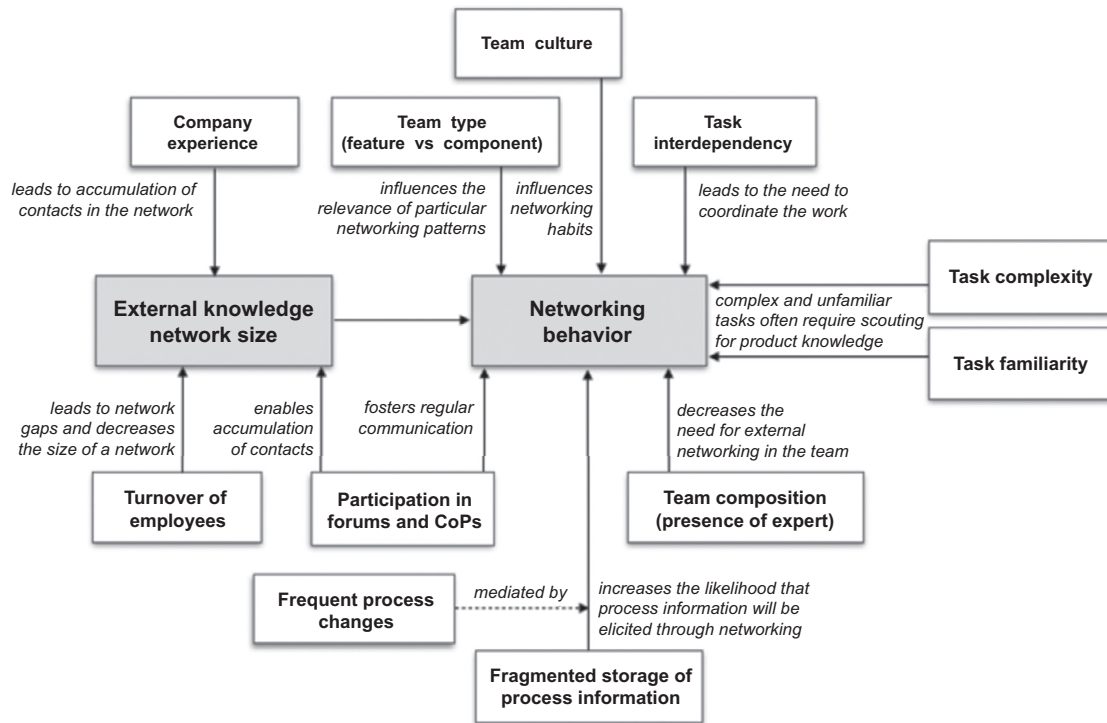 Team culture
Company
experience
Team type
(feature vs component)
Task
interdependency
leads to accumulation of
contacts in the network
influences the
relevance of particular
networking patterns
influences
networking
habits
leads to the need to
coordinate the work
External knowledge
network size
Networking
behavior
Task complexity
complex and unfamiliar
tasks often require scouting
for product knowledge
Task familiarity
leads to network
gaps and decreases
the size of a network
enables
accumulation
of contacts
fosters regular
communication
decreases the
need for external
networking in the team
Turnover of
employees
Participation in
forums and CoPs
Team composition
(presence of expert)
Frequent process
changes
mediated by
increases the likelihood that
process information will be
elicited through networking
Fragmented storage of
process information